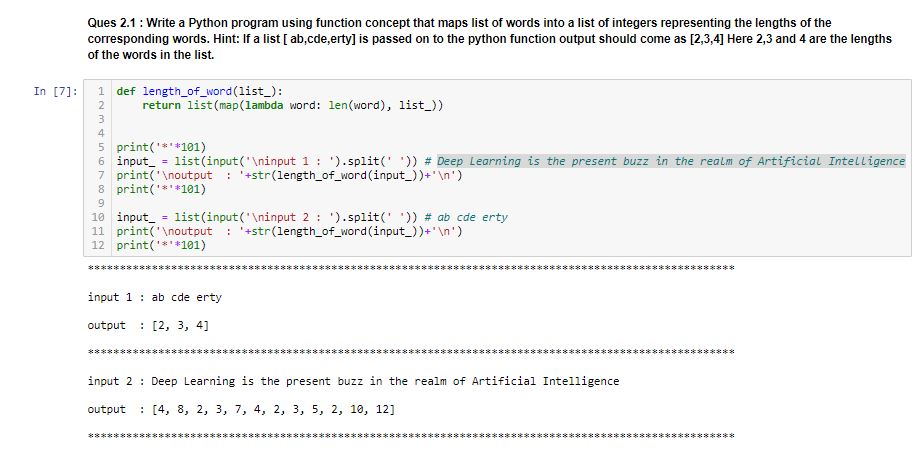 Ques 2.1 : Write a Python program using function concept that maps list of words into a list of integers representing the lengths of the
corresponding words. Hint: If a list [ ab,cde,erty] is passed on to the python function output should come as [2,3,4] Here 2,3 and 4 are the lengths
of the words in the list.
In [7]:
1 def length_of_word(list_):
2     return list(map(lambda word: len(word), list_))
3
4
5 print('*'*101)
6 input_ = list(input('\ninput 1 : ').split(' ')) # Deep Learning is the present buzz in the realm of Artificial Intelligence
7 print('\noutput  : '+str(length_of_word(input_))+'\n')
8 print('*'*101)
9
10 input_ = list(input('\ninput 2 : ').split(' ')) # ab cde erty
11 print('\noutput  : '+str(length_of_word(input_))+'\n')
12 print('*'*101)
*****************************************************************************************************
input 1 : ab cde erty
output  : [2, 3, 4]
*****************************************************************************************************
input 2 : Deep Learning is the present buzz in the realm of Artificial Intelligence
output  : [4, 8, 2, 3, 7, 4, 2, 3, 5, 2, 10, 12]
*****************************************************************************************************